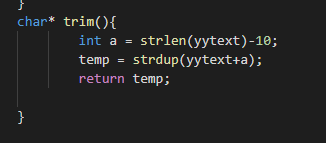 }
char* trim(){
int a = strlen(yytext)-10;
temp = strdup(yytext+a);
return temp;
}